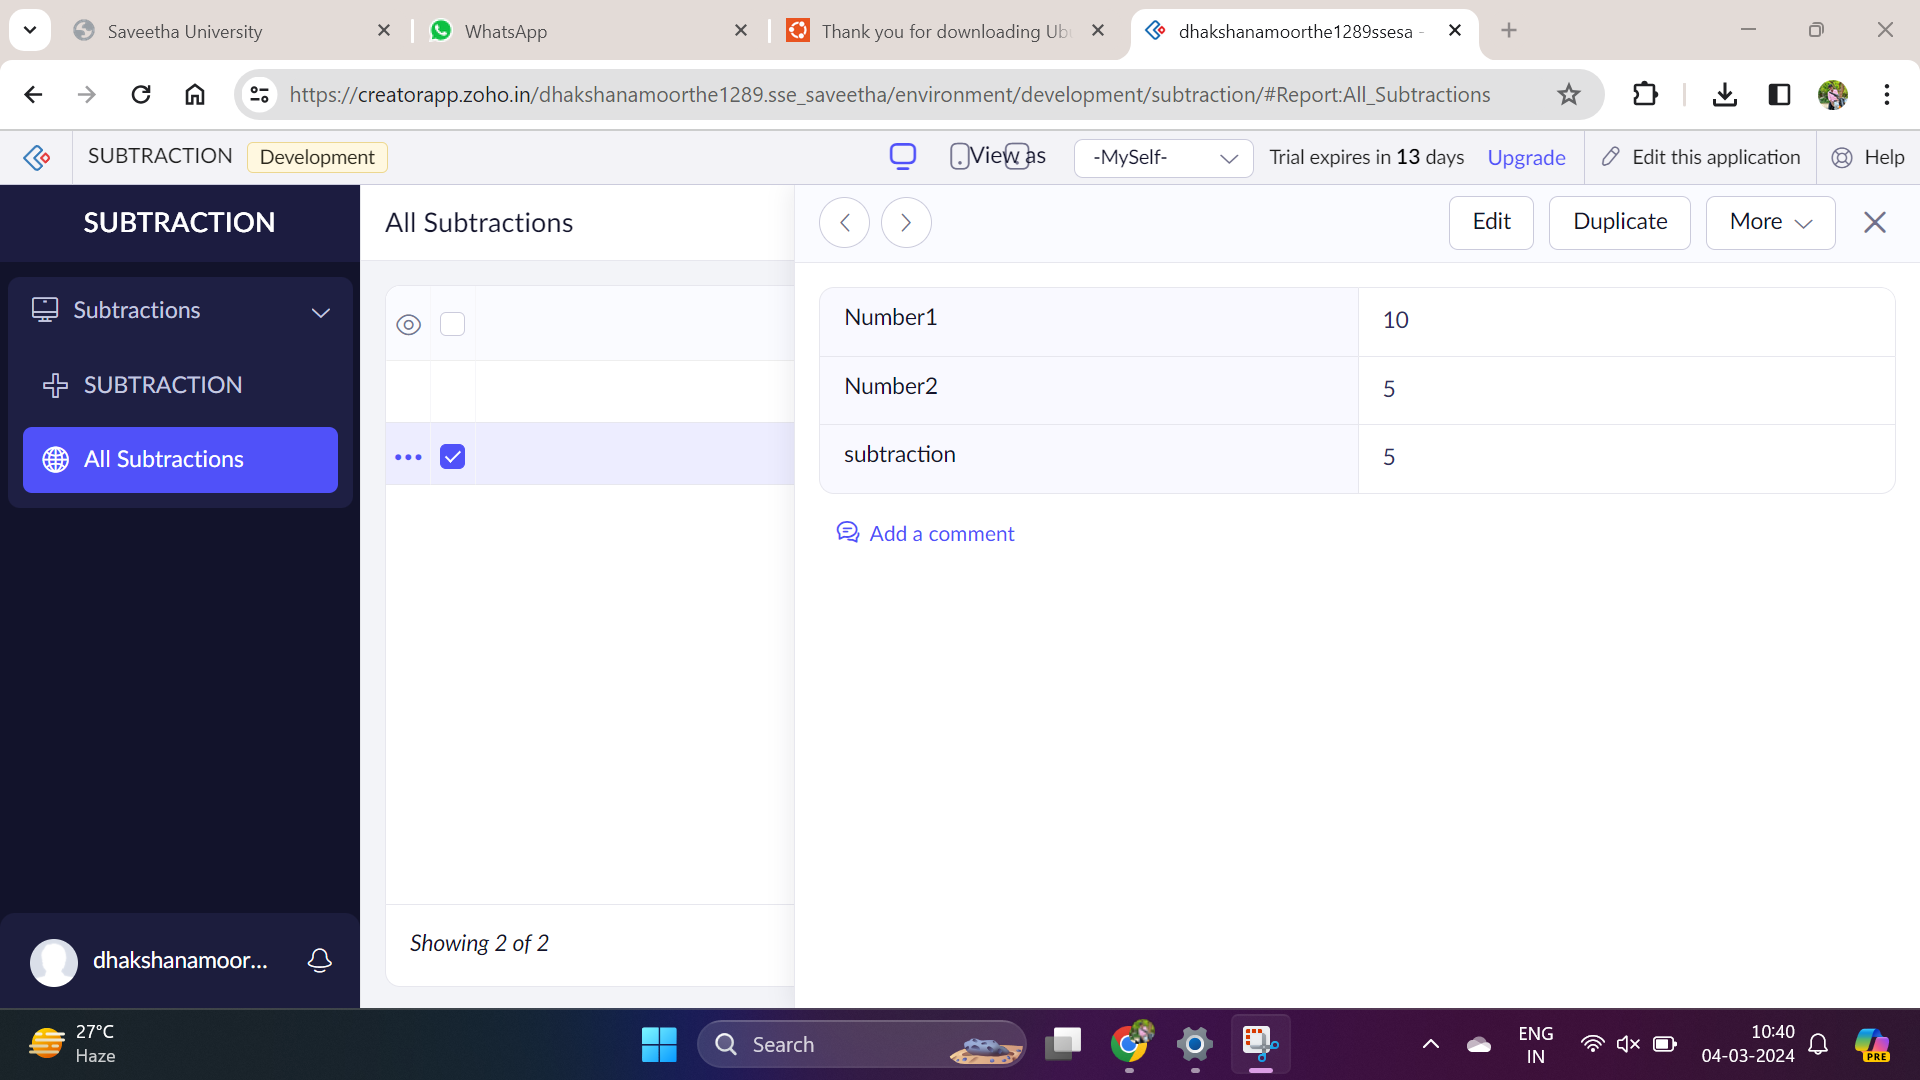 Saveetha University
WhatsApp
Thank you for downloading Ub
dhakshanamoorthe1289ssesa -
https://creatorapp.zoho.in/dhakshanamoorthe1289.sse_saveetha/environment/development/subtraction/#Report:All_Subtractions
SUBTRACTION
Development
View as
-MySelf-
Trial expires in 13 days
Upgrade
Edit this application
Help
SUBTRACTION
All Subtractions
Edit
Duplicate
More
Subtractions
SUBTRACTION
All Subtractions
Number1
10
Number2
5
subtraction
5
Add a comment
Showing 2 of 2
dhakshanamoor...
27°C
Haze
Search
ENG
IN
10:40
04-03-2024
PRE